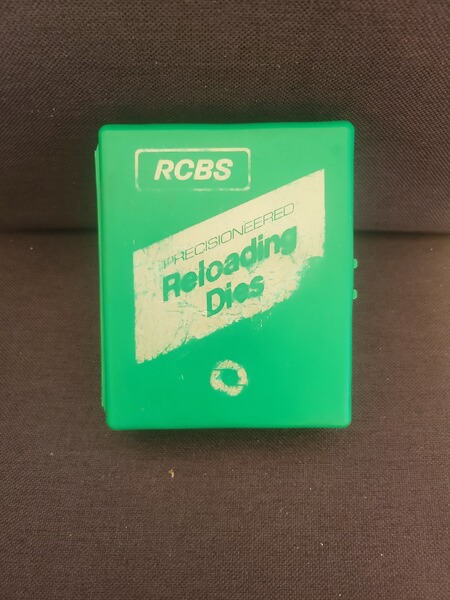 RCBS
PRECISIONEERED
Reloading
Dies